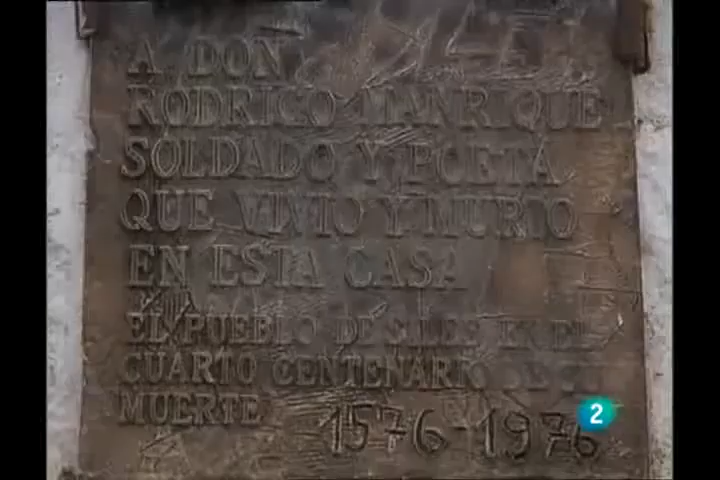 A DON
RODRIGO MANRIQUE
SOLDADO Y POETA
QUE VIVIO Y MURIO
EN ESTA CASA
EL PUEBLO DE SILES EN EL
CUARTO CENTENARIO DE SU
MUERTE 1576 - 1976
2